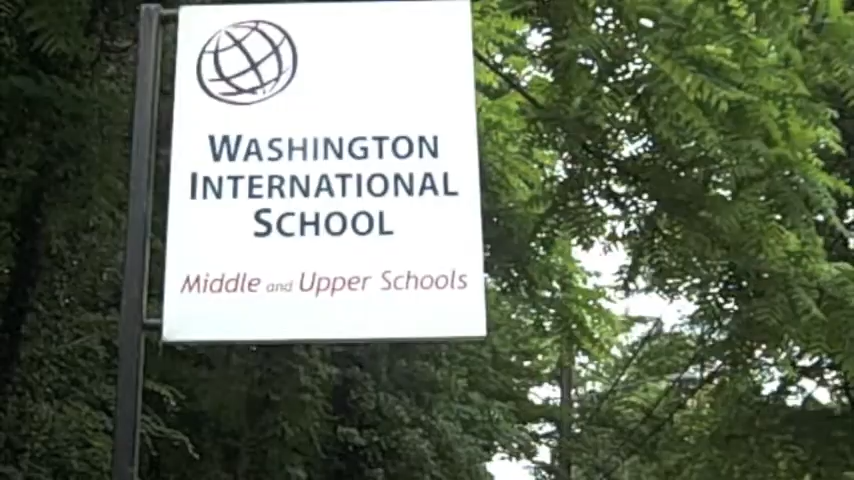 WASHINGTON
INTERNATIONAL
SCHOOL
Middle and Upper Schools